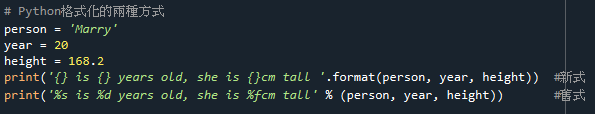 # Python格式化的兩種方式
person = 'Marry'
year = 20
height = 168.2
print('{} is {} years old, she is {}cm tall '.format(person, year, height))  #新式
print('%s is %d years old, she is %fcm tall' % (person, year, height))  #舊式